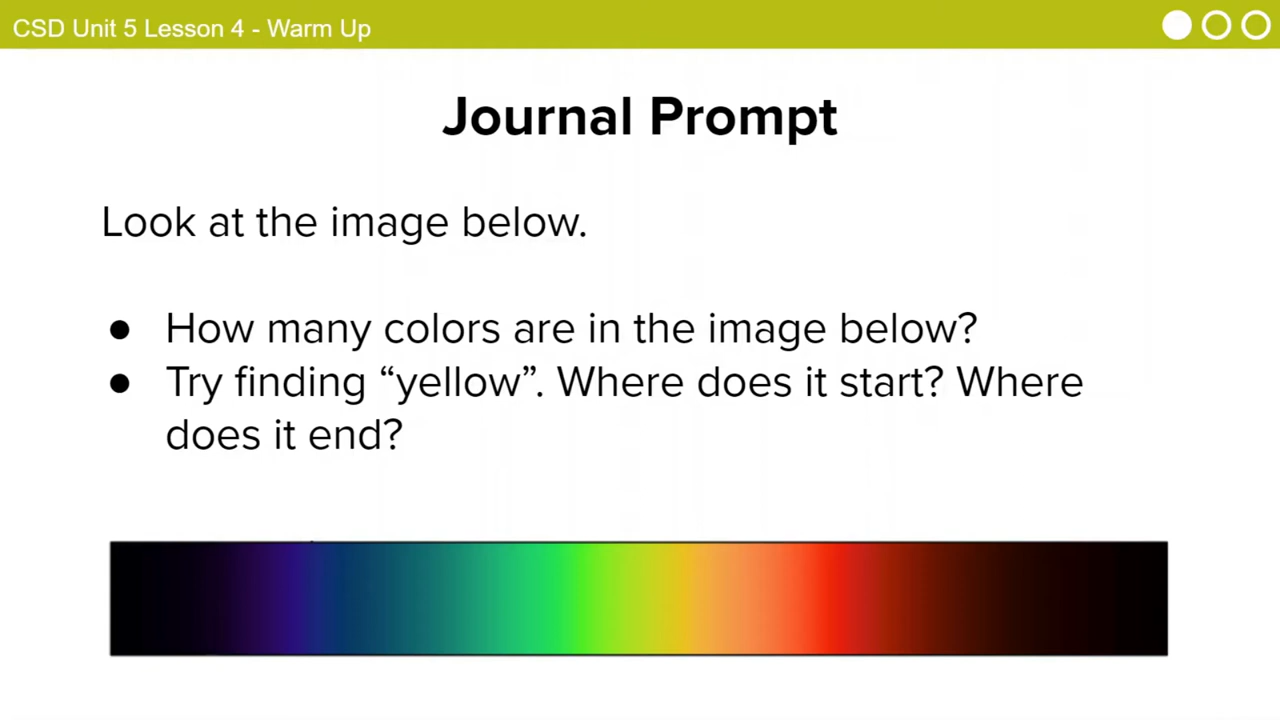 CSD Unit 5 Lesson 4 - Warm Up
Journal Prompt
Look at the image below.
● How many colors are in the image below?
● Try finding “yellow”. Where does it start? Where
does it end?